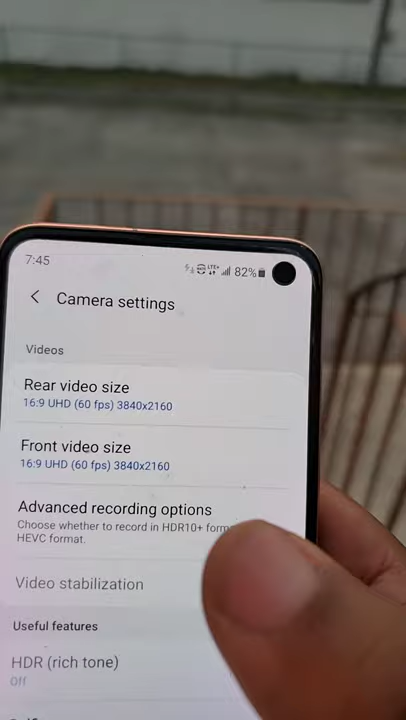 7:45
LTE+
82%
Camera settings
Videos
Rear video size
16:9 UHD (60 fps) 3840x2160
Front video size
16:9 UHD (60 fps) 3840x2160
Advanced recording options
Choose whether to record in HDR10+
HEVC format.
Video stabilization
Useful features
HDR (rich tone)
Off